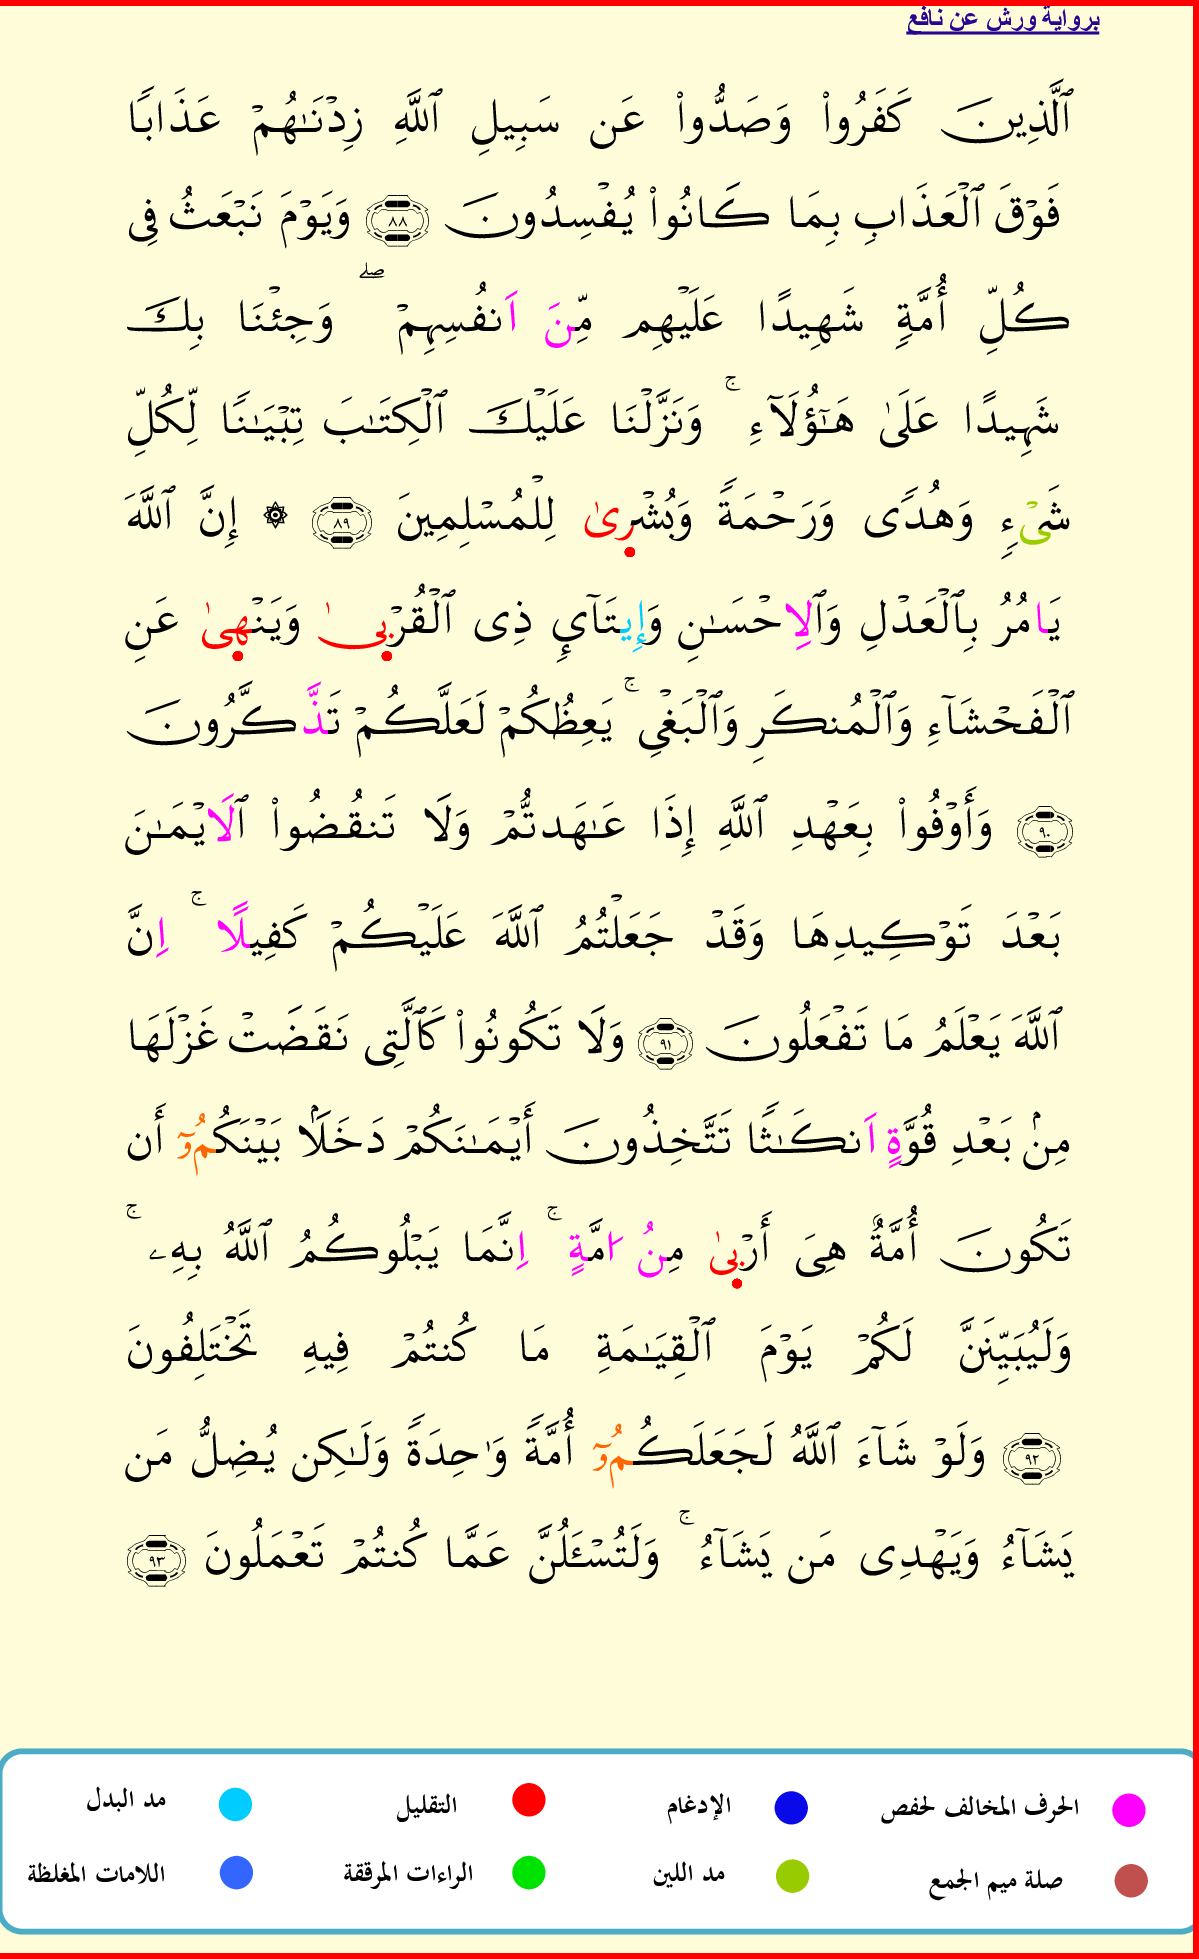 برواية ورش عن نافع
ٱلَّذِينَ كَفَرُواْ وَصَدُّواْ عَن سَبِيلِ ٱللَّهِ زِدْنَٰهُمْ عَذَابًا
فَوْقَ ٱلْعَذَابِ بِمَا كَانُواْ يُفْسِدُونَ ٨٨ وَيَوْمَ نَبْعَثُ فِى
كُلِّ أُمَّةٍ شَهِيدًا عَلَيْهِم مِّنَ اَنفُسِهِمْ ۖ وَجِئْنَا بِكَ
شَهِيدًا عَلَىٰ هَٰٓؤُلَآءِ ۚ وَنَزَّلْنَا عَلَيْكَ ٱلْكِتَٰبَ تِبْيَٰنًا لِّكُلِّ
شَىْءٍ وَهُدًى وَرَحْمَةً وَبُشْرِىٰ لِلْمُسْلِمِينَ ٨٩ ۞ إِنَّ ٱللَّهَ
يَامُرُ بِٱلْعَدْلِ وَٱلِاحْسَٰنِ وَإِيتَآءِ ذِى ٱلْقُرْبىٰ وَيَنْهىٰ عَنِ
ٱلْفَحْشَآءِ وَٱلْمُنكَرِ وَٱلْبَغْىِ ۚ يَعِظُكُمْ لَعَلَّكُمْ تَذَّكَّرُونَ
٩٠ وَأَوْفُواْ بِعَهْدِ ٱللَّهِ إِذَا عَٰهَدتُّمْ وَلَا تَنقُضُواْ ٱلَايْمَٰنَ
بَعْدَ تَوْكِيدِهَا وَقَدْ جَعَلْتُمُ ٱللَّهَ عَلَيْكُمْ كَفِيلًا ۚ اِنَّ
ٱللَّهَ يَعْلَمُ مَا تَفْعَلُونَ ٩١ وَلَا تَكُونُواْ كَٱلَّتِى نَقَضَتْ غَزْلَهَا
مِنۢ بَعْدِ قُوَّةٍ اَنكَٰثًا تَتَّخِذُونَ أَيْمَٰنَكُمْ دَخَلَۢا بَيْنَكُمُۥٓ أَن
تَكُونَ أُمَّةٌ هِىَ أَرْبىٰ مِنُ ا۟مَّةٍ ۚ اِنَّمَا يَبْلُوكُمُ ٱللَّهُ بِهِۦ ۚ
وَلَيُبَيِّنَنَّ لَكُمْ يَوْمَ ٱلْقِيَٰمَةِ مَا كُنتُمْ فِيهِ تَخْتَلِفُونَ
٩٢ وَلَوْ شَآءَ ٱللَّهُ لَجَعَلَكُمُۥٓ أُمَّةً وَٰحِدَةً وَلَٰكِن يُضِلُّ مَن
يَشَآءُ وَيَهْدِى مَن يَشَآءُ ۚ وَلَتُسْـَٔلُنَّ عَمَّا كُنتُمْ تَعْمَلُونَ ٩٣
الحرف المخالف لحفص الإدغام التقليل مد البدل
صلة ميم الجمع مد اللين الراءات المرققة اللامات المغلظة